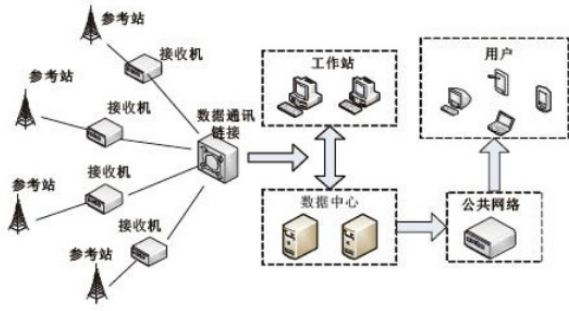 参考站
接收机
参考站
接收机
数据通讯
链接
接收机
参考站
接收机
参考站
工作站
数据中心
用户
公共网络